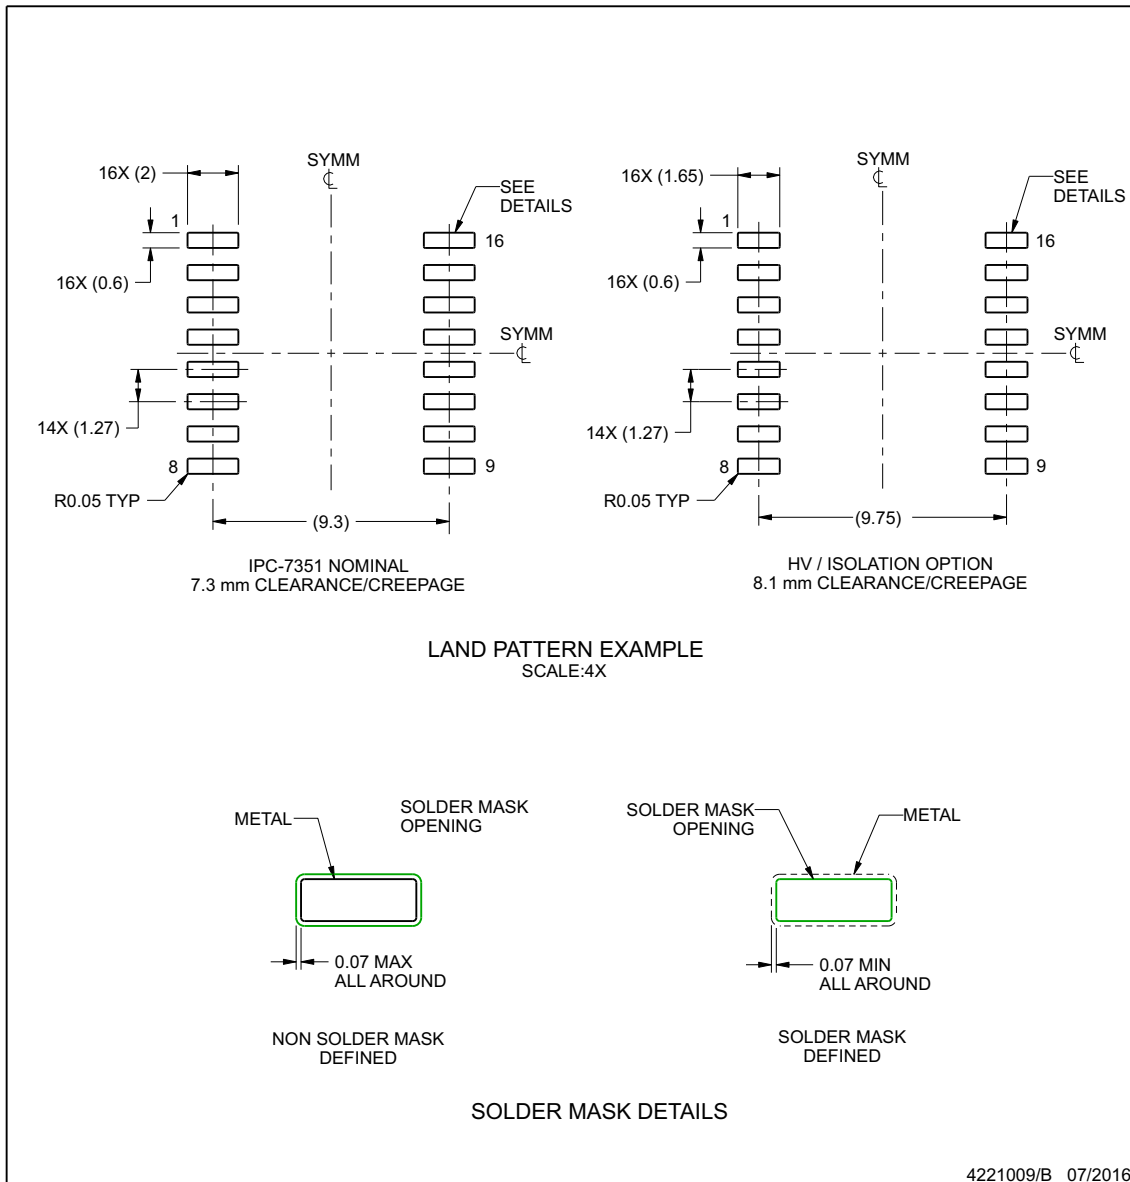 SYMM
℄
16X (2)
SEE
DETAILS
1
16
16X (0.6)
SYMM
℄
14X (1.27)
8
9
R0.05 TYP
(9.3)
IPC-7351 NOMINAL
7.3 mm CLEARANCE/CREEPAGE
SYMM
℄
16X (1.65)
SEE
DETAILS
1
16
16X (0.6)
SYMM
℄
14X (1.27)
8
9
R0.05 TYP
(9.75)
HV / ISOLATION OPTION
8.1 mm CLEARANCE/CREEPAGE
LAND PATTERN EXAMPLE
SCALE:4X
METAL
SOLDER MASK
OPENING
0.07 MAX
ALL AROUND
NON SOLDER MASK
DEFINED
SOLDER MASK
OPENING
METAL
0.07 MIN
ALL AROUND
SOLDER MASK
DEFINED
SOLDER MASK DETAILS
4221009/B 07/2016